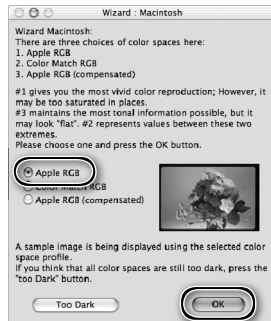 Wizard : Macintosh
Wizard Macintosh:
There are three choices of color spaces here:
1. Apple RGB
2. Color Match RGB
3. Apple RGB (compensated)
#1 gives you the most vivid color reproduction; However, it
may be too saturated in places.
#3 maintains the most tonal information possible, but it
may look "flat". #2 represents values between these two
extremes.
Please choose one and press the OK button.
Apple RGB
Color Match RGB
Apple RGB (compensated)
A sample image is being displayed using the selected color
space profile.
If you think that all color spaces are still too dark, press the
"too Dark" button.
Too Dark
OK